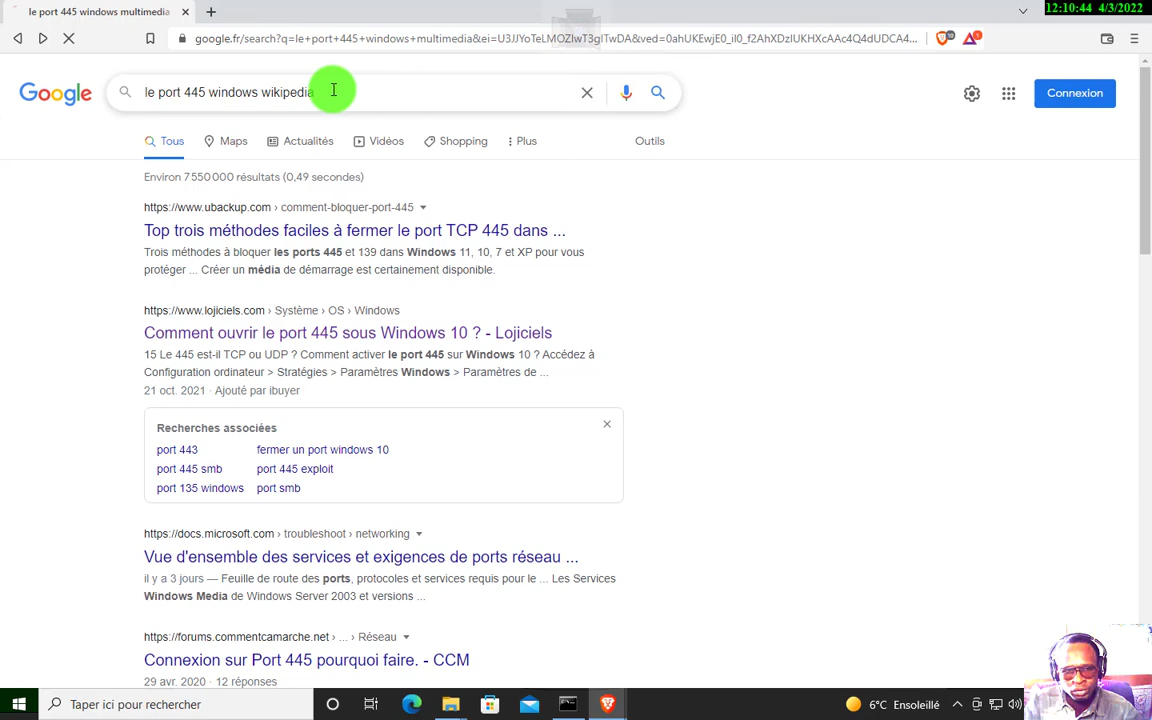 le port 445 windows multimedia
12:10:44 4/3/2022
google.fr/search?q=le+port+445+windows+multimedia&ei=
Google
le port 445 windows wikipedia
Connexion
Tous
Maps
Actualités
Vidéos
Shopping
Plus
Outils
Environ 7 550 000 résultats (0,49 secondes)
https://www.ubackup.com › comment-bloquer-port-445
Top trois méthodes faciles à fermer le port TCP 445 dans ...
Trois méthodes à bloquer les ports 445 et 139 dans Windows 11, 10, 7 et XP pour vous
protéger ... Créer un média de démarrage est certainement disponible.
https://www.lojiciels.com › Système › OS › Windows
Comment ouvrir le port 445 sous Windows 10 ? - Lojiciels
15 Le 445 est-il TCP ou UDP ? Comment activer le port 445 sur Windows 10 ? Accédez à
Configuration ordinateur > Stratégies > Paramètres Windows > Paramètres de ...
21 oct. 2021 · Ajouté par ibuyer
Recherches associées
port 443
fermer un port windows 10
port 445 smb
port 445 exploit
port 135 windows
port smb
https://docs.microsoft.com › troubleshoot › networking
Vue d'ensemble des services et exigences de ports réseau ...
il y a 3 jours — Feuille de route des ports, protocoles et services requis pour le ... Les Services
Windows Media de Windows Server 2003 et versions ...
https://forums.commentcamarche.net › ... › Réseau
Connexion sur Port 445 pourquoi faire. - CCM
29 avr. 2020 · 12 réponses
Taper ici pour rechercher
6°C Ensoleillé